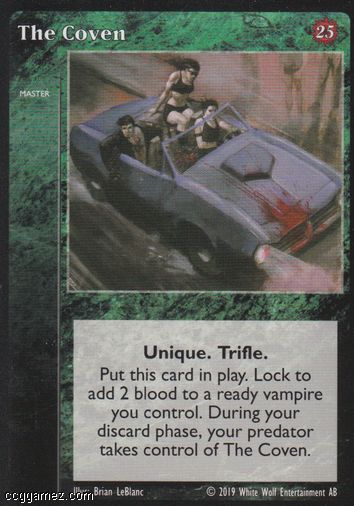 The Coven
25
MASTER
Unique. Trifle.
Put this card in play. Lock to
add 2 blood to a ready vampire
you control. During your
discard phase, your predator
takes control of The Coven.
Illus: Brian LeBlanc © 2019 White Wolf Entertainment AB
ccggamez.com